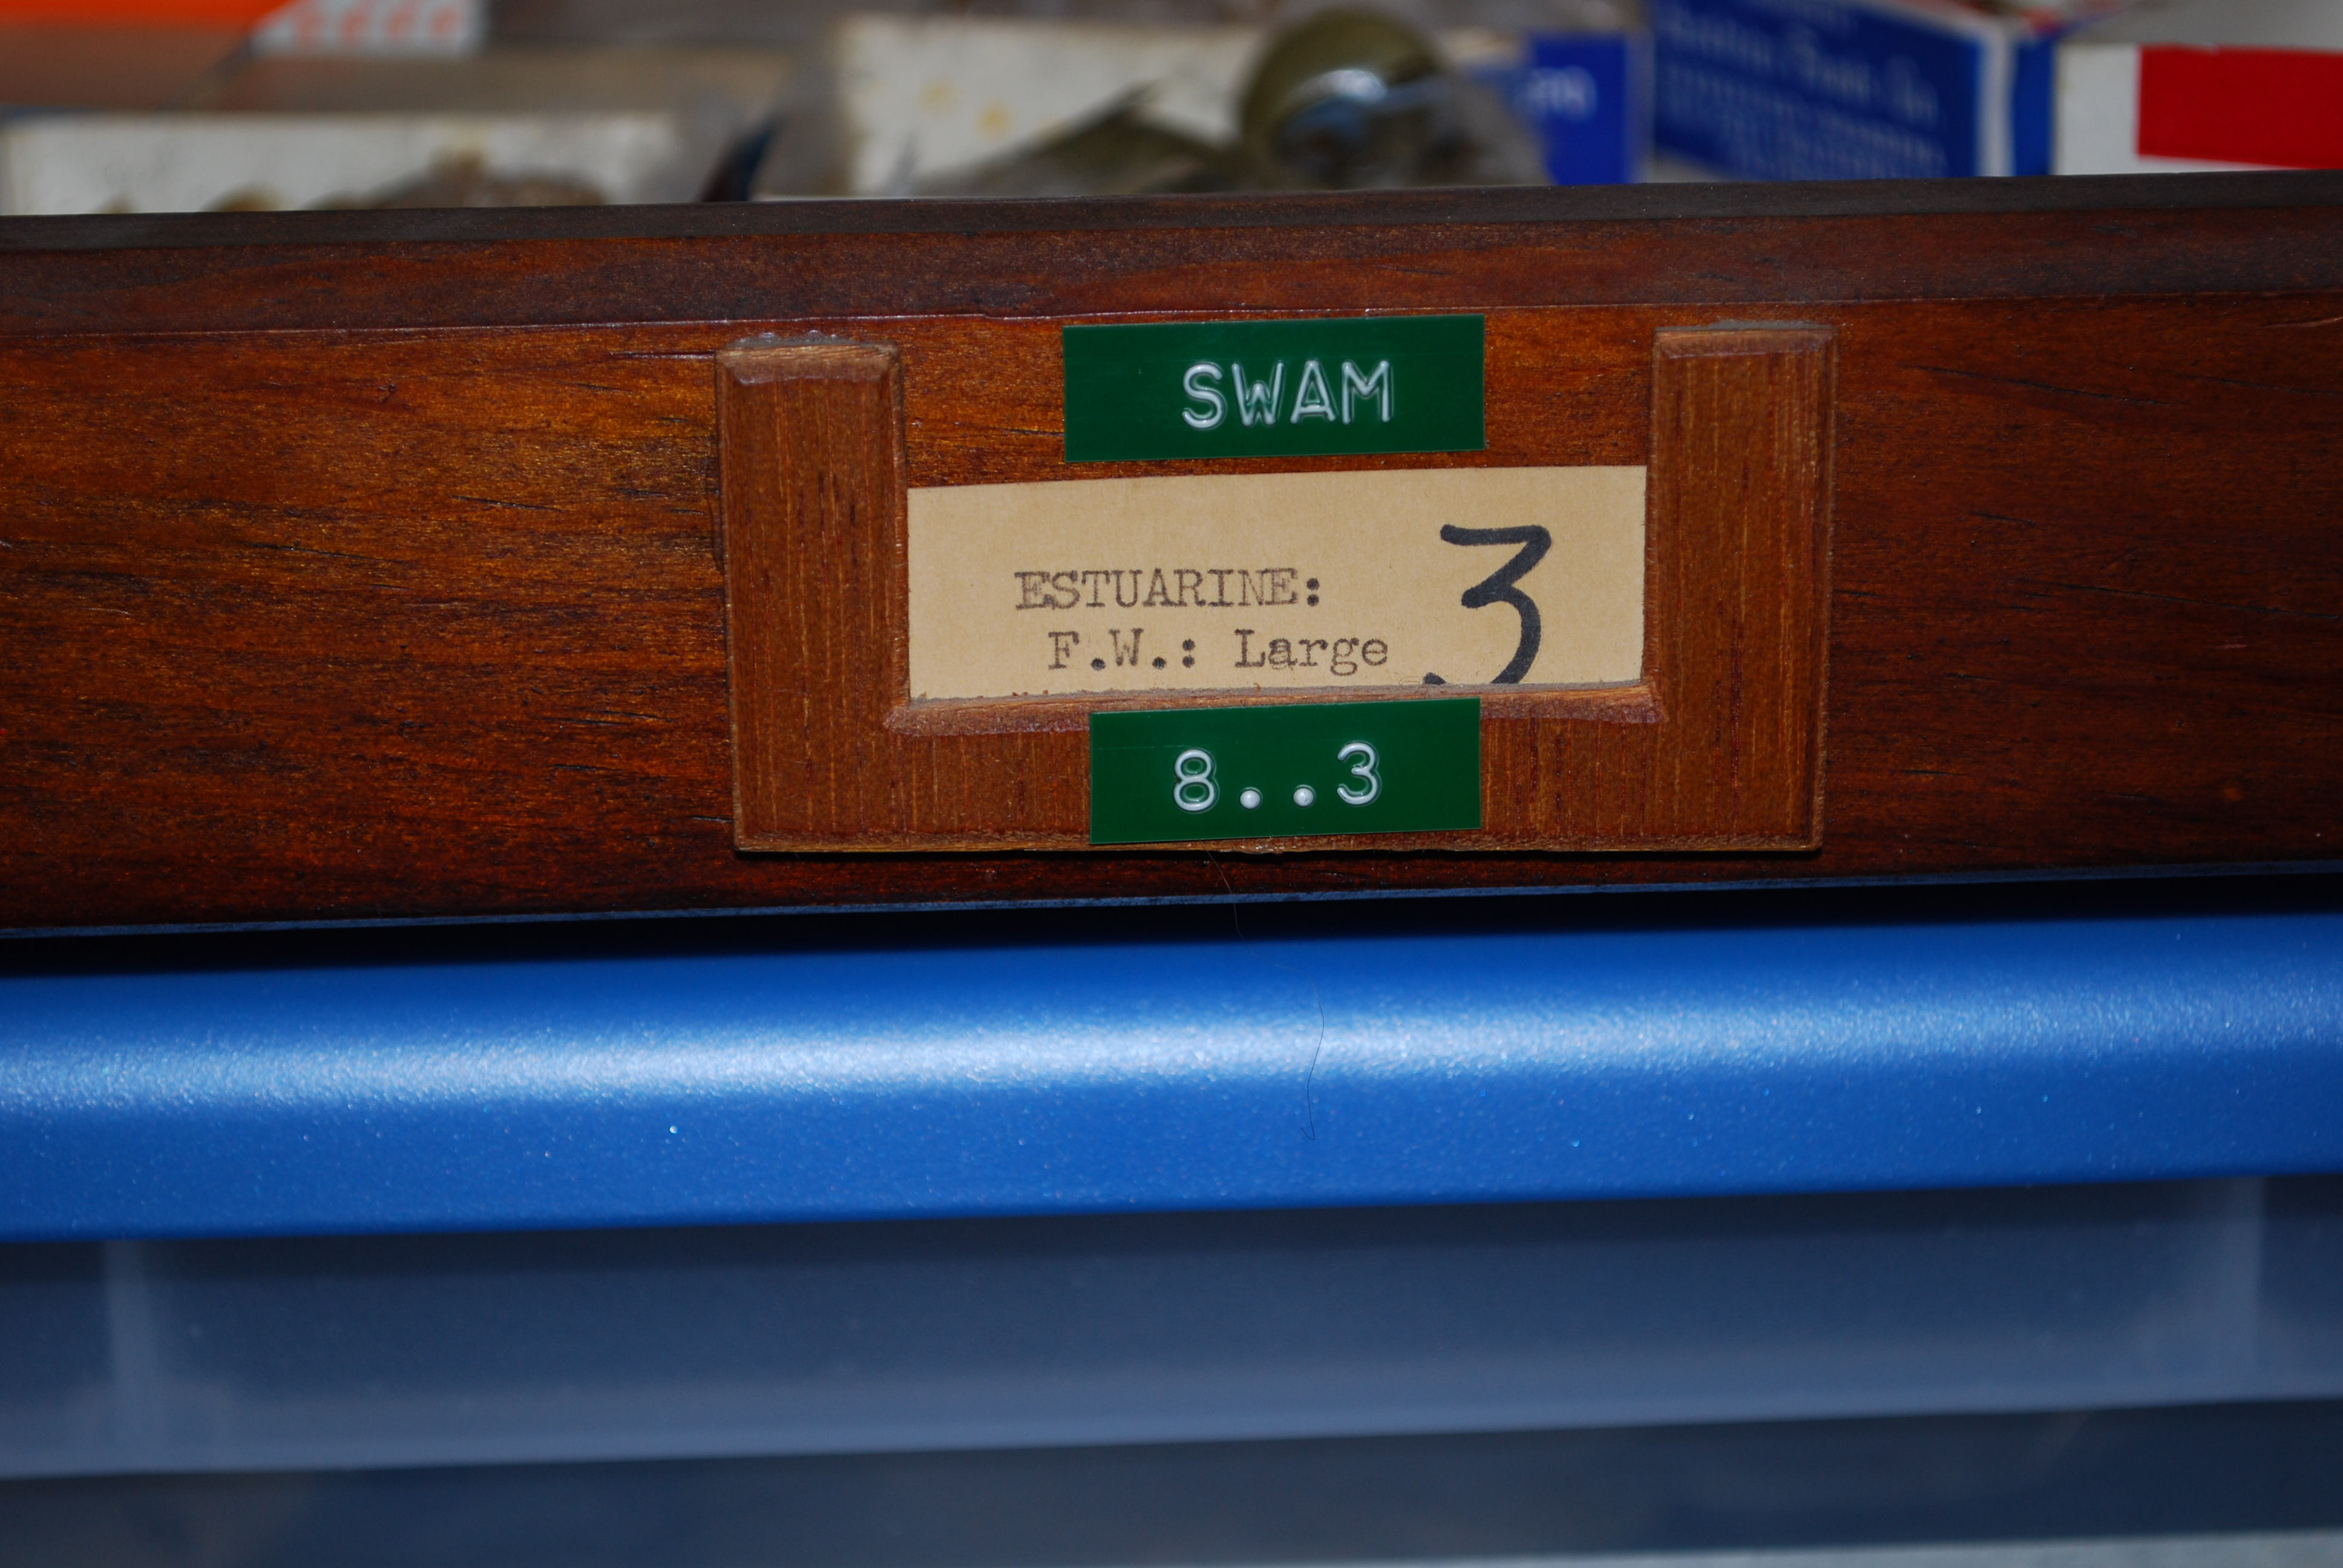 SWAM
ESTUARINE: 3
F.W.: Large
8..3